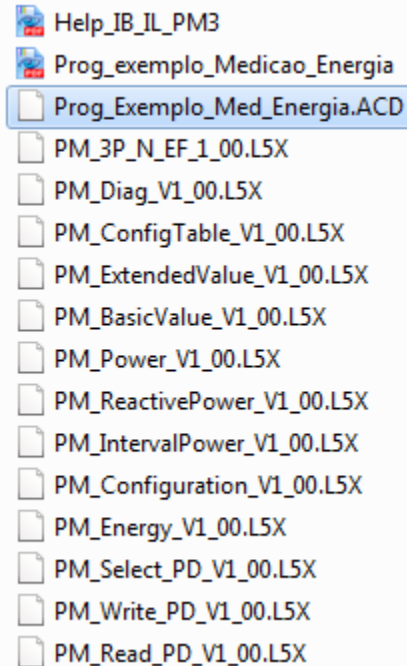 Help_IB_IL_PM3
Prog_exemplo_Medicao_Energia
Prog_Exemplo_Med_Energia.ACD
PM_3P_N_EF_1_00.L5X
PM_Diag_V1_00.L5X
PM_ConfigTable_V1_00.L5X
PM_ExtendedValue_V1_00.L5X
PM_BasicValue_V1_00.L5X
PM_Power_V1_00.L5X
PM_ReactivePower_V1_00.L5X
PM_IntervalPower_V1_00.L5X
PM_Configuration_V1_00.L5X
PM_Energy_V1_00.L5X
PM_Select_PD_V1_00.L5X
PM_Write_PD_V1_00.L5X
PM_Read_PD_V1_00.L5X